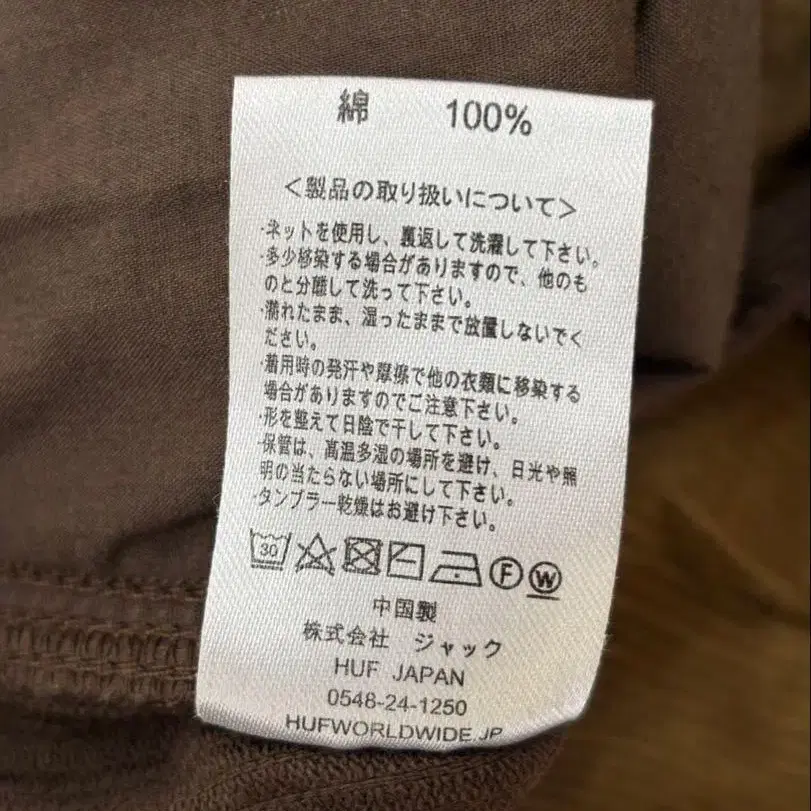 綿 100%
＜製品の取り扱いについて＞
･ネットを使用し、裏返して洗濯して下さい。
･多少移染する場合がありますので、他のも
のと分離して洗って下さい。
･濡れたまま、湿ったままで放置しないでく
ださい。
･着用時の発汗や摩擦で他の衣類に移染する
場合がありますのでご注意下さい。
･形を整えて日陰で干して下さい。
･保管は、高温多湿の場所を避け、日光や照
明の当たらない場所にして下さい。
･タンブラー乾燥はお避け下さい。
30 F W
中国製
株式会社 ジャック
HUF JAPAN
0548-24-1250
HUFWORLDWIDE.JP